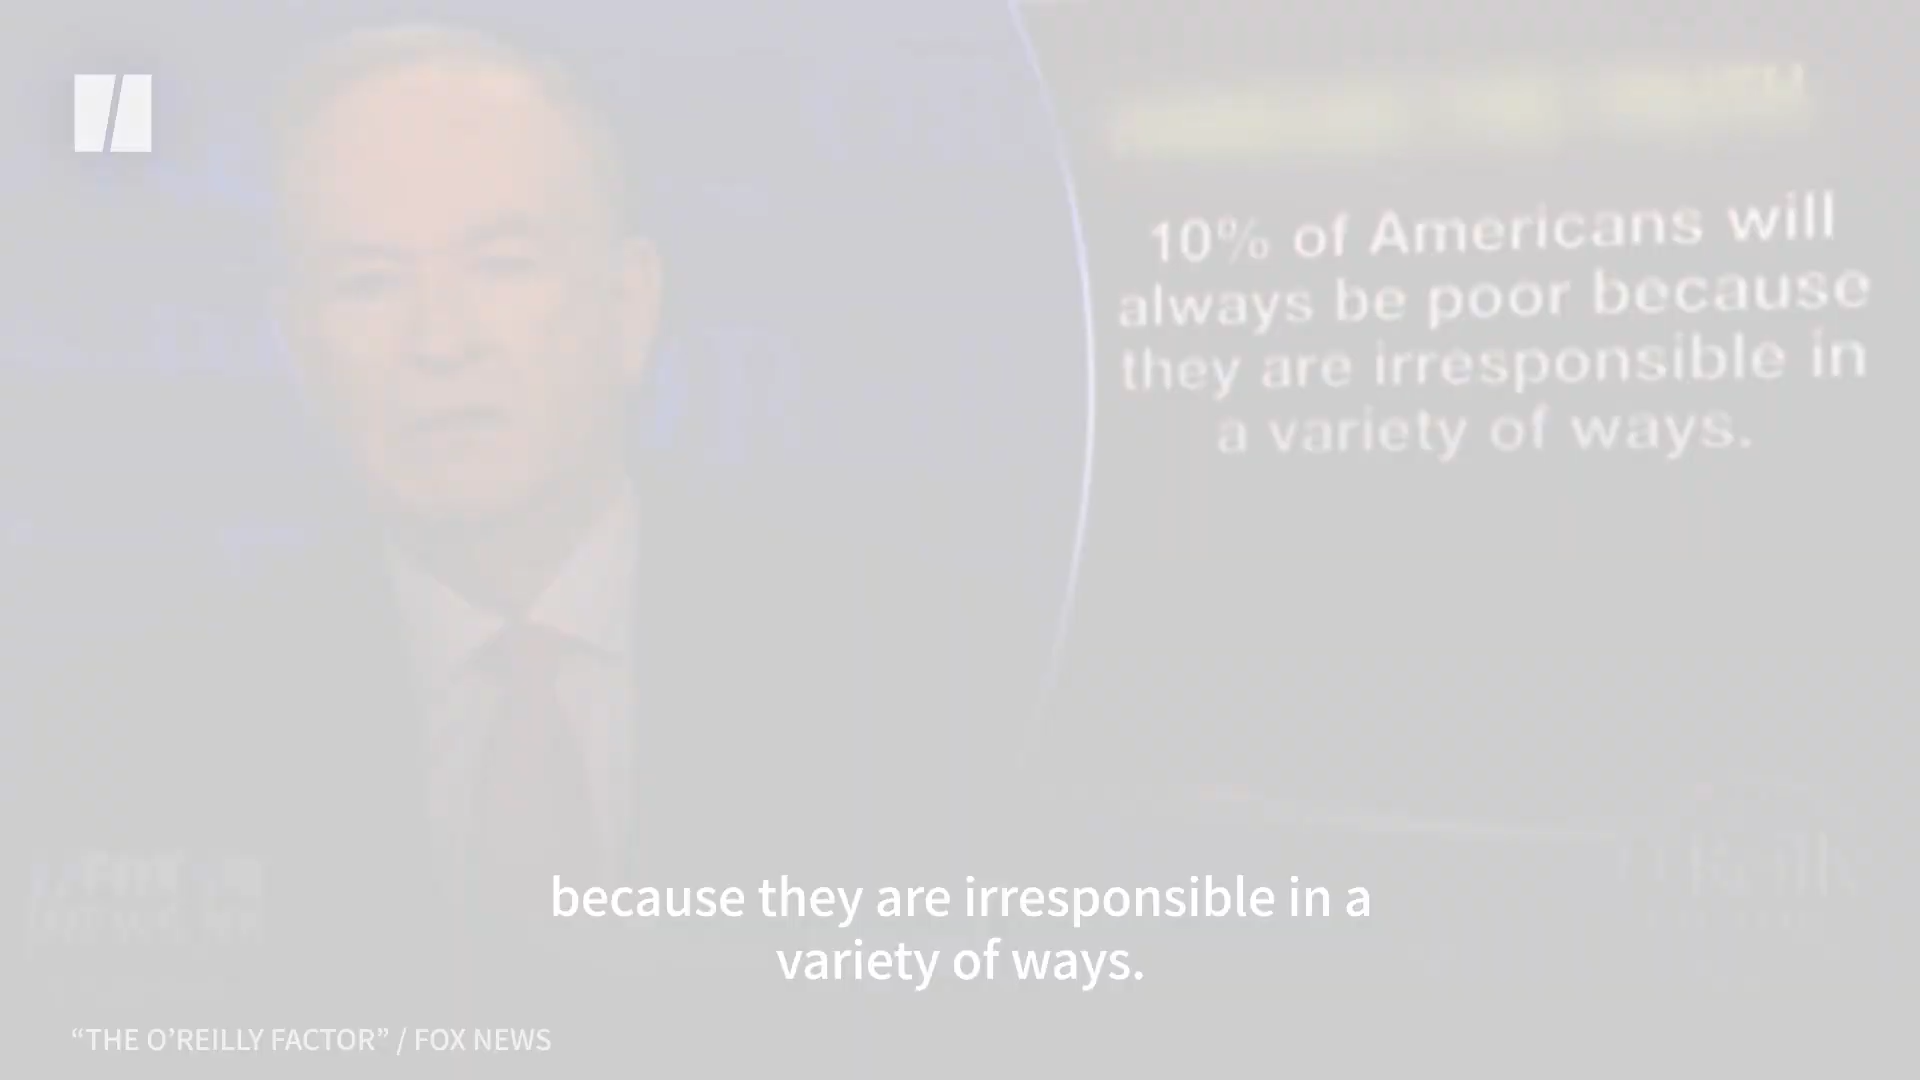 10% of Americans will
always be poor because
they are irresponsible in
a variety of ways.
because they are irresponsible in a
variety of ways.
“THE O’REILLY FACTOR” / FOX NEWS